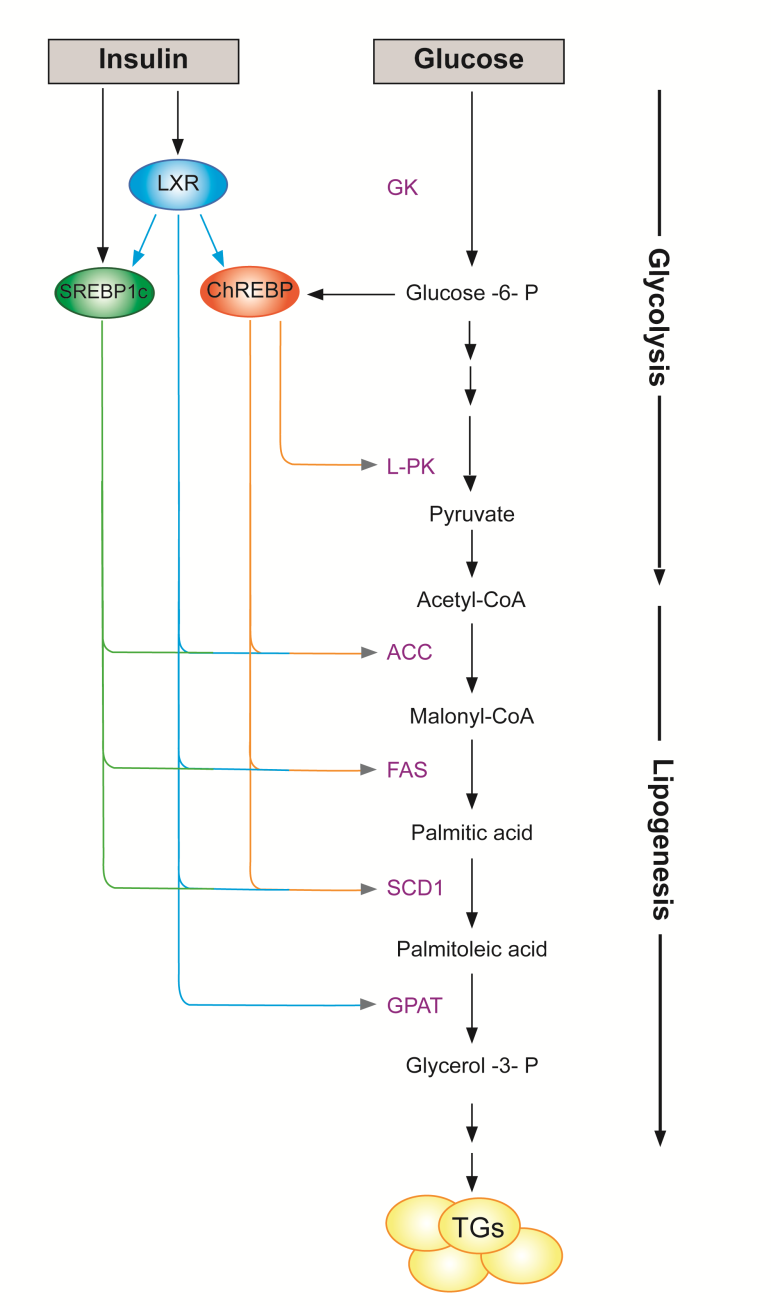 Insulin
Glucose
LXR
GK
SREBP1c
ChREBP
Glucose -6- P
Glycolysis
L-PK
Pyruvate
Acetyl-CoA
ACC
Malonyl-CoA
FAS
Lipogenesis
Palmitic acid
SCD1
Palmitoleic acid
GPAT
Glycerol -3- P
TGs